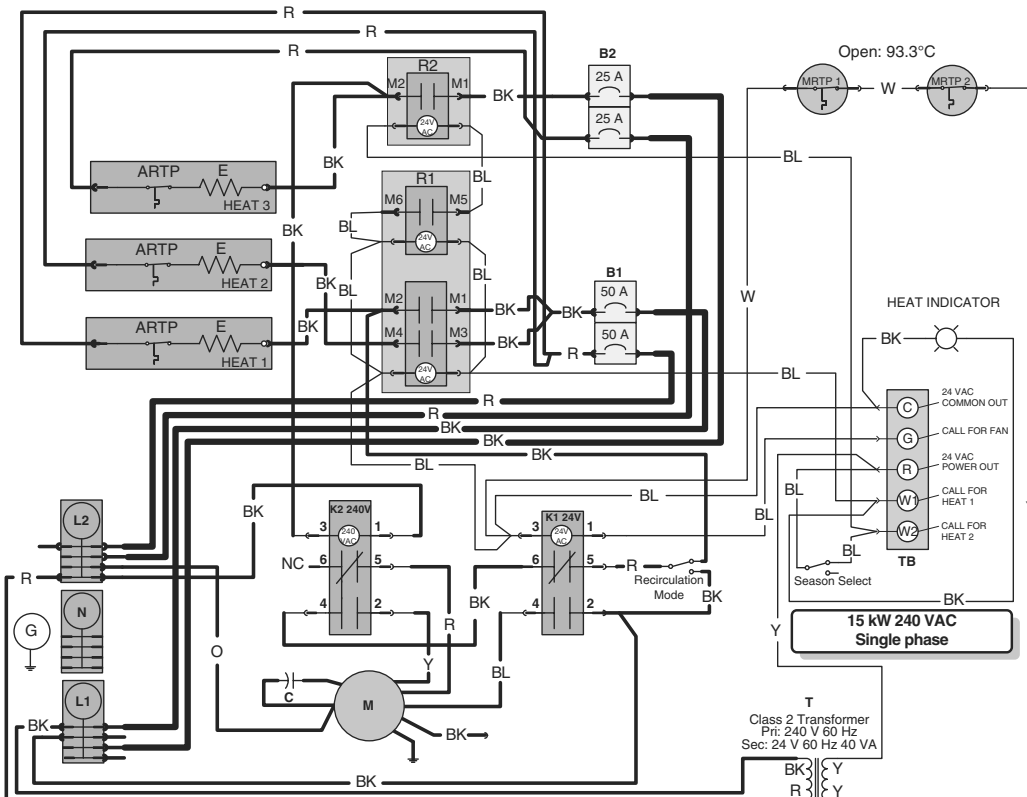 R
R
R
B2
R2
M2
M1
24V
AC
BK
25 A
25 A
Open: 93.3°C
MRTP 1
W
MRTP 2
BL
BK
BL
ARTP
E
HEAT 3
R1
M6
M5
24V
AC
BL
BK
ARTP
E
HEAT 2
BK
BL
BL
M2
M1
M4
M3
24V
AC
BK
BK
BK
B1
50 A
50 A
R
BL
W
ARTP
E
HEAT 1
BK
HEAT INDICATOR
BK
C
24 VAC
COMMON OUT
G
CALL FOR FAN
R
24 VAC
POWER OUT
W1
CALL FOR
HEAT 1
W2
CALL FOR
HEAT 2
TB
BL
BL
Season Select
BK
R
R
BK
BK
BK
BL
BL
BL
K2 240V
3
240
VAC
1
NC
6
5
4
2
K1 24V
3
24V
AC
1
6
5
4
2
R
Recirculation
Mode
BK
BK
BK
R
Y
BL
O
L2
R
N
G
L1
BK
C
M
BK
BK
15 kW 240 VAC
Single phase
Y
T
Class 2 Transformer
Pri: 240 V 60 Hz
Sec: 24 V 60 Hz 40 VA
BK
Y
R
Y